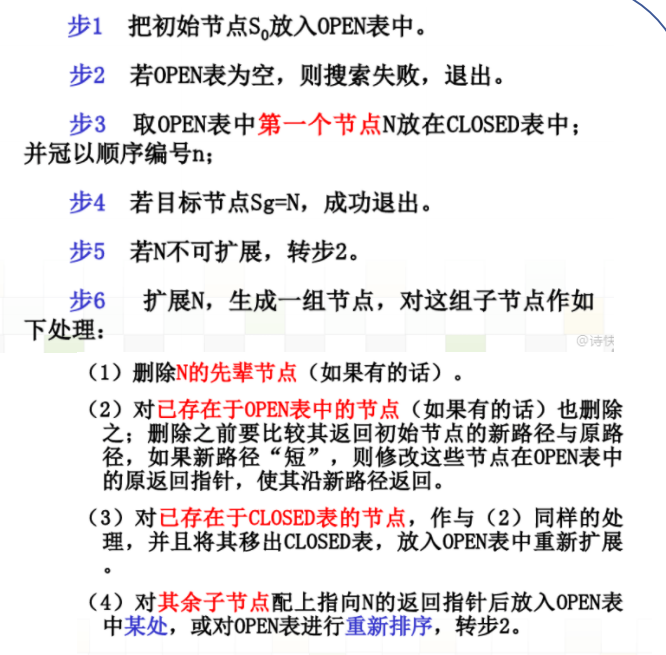 步1 把初始节点S₀放入OPEN表中。
步2 若OPEN表为空，则搜索失败，退出。
步3 取OPEN表中第一个节点N放在CLOSED表中；
并冠以顺序编号n；
步4 若目标节点Sg=N，成功退出。
步5 若N不可扩展，转步2。
步6 扩展N，生成一组节点，对这组子节点作如
下处理：
@诗快
（1）删除N的先辈节点（如果有的话）。
（2）对已存在于OPEN表中的节点（如果有的话）也删除
之；删除之前要比较其返回初始节点的新路径与原路
径，如果新路径“短”，则修改这些节点在OPEN表中
的原返回指针，使其沿新路径返回。
（3）对已存在于CLOSED表的节点，作与（2）同样的处
理，并且将其移出CLOSED表，放入OPEN表中重新扩展
。
（4）对其余子节点配上指向N的返回指针后放入OPEN表
中某处，或对OPEN表进行重新排序，转步2。